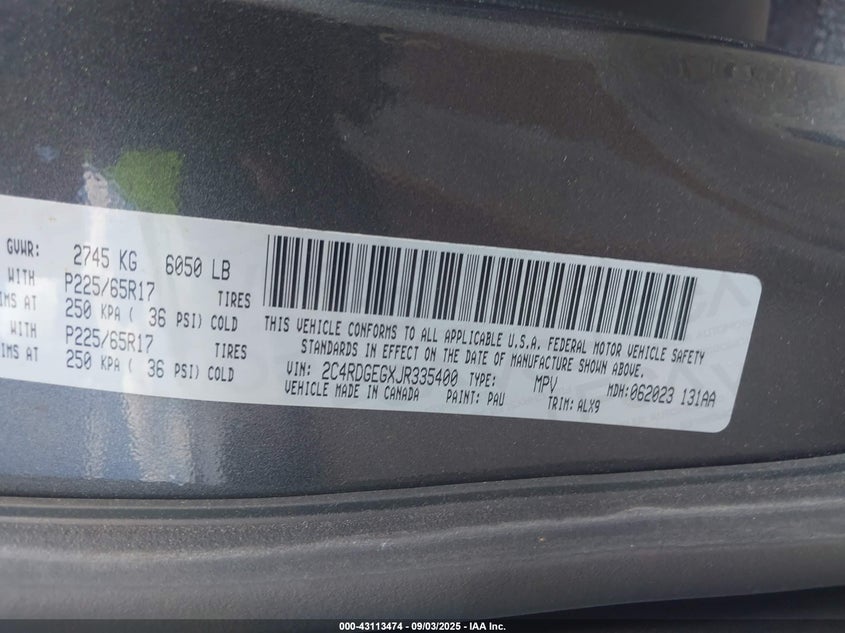 GVWR: 2745 KG 6050 LB
WITH P225/65R17 TIRES
IMS AT 250 KPA ( 36 PSI) COLD
WITH P225/65R17 TIRES
IMS AT 250 KPA ( 36 PSI) COLD
THIS VEHICLE CONFORMS TO ALL APPLICABLE U.S.A. FEDERAL MOTOR VEHICLE SAFETY
STANDARDS IN EFFECT ON THE DATE OF MANUFACTURE SHOWN ABOVE.
VIN: 2C4RDGEGXJR335400 TYPE: MPV MDH:062023 131AA
VEHICLE MADE IN CANADA PAINT: PAU TRIM: ALX9
000-43113474 - 09/03/2025 - IAA Inc.